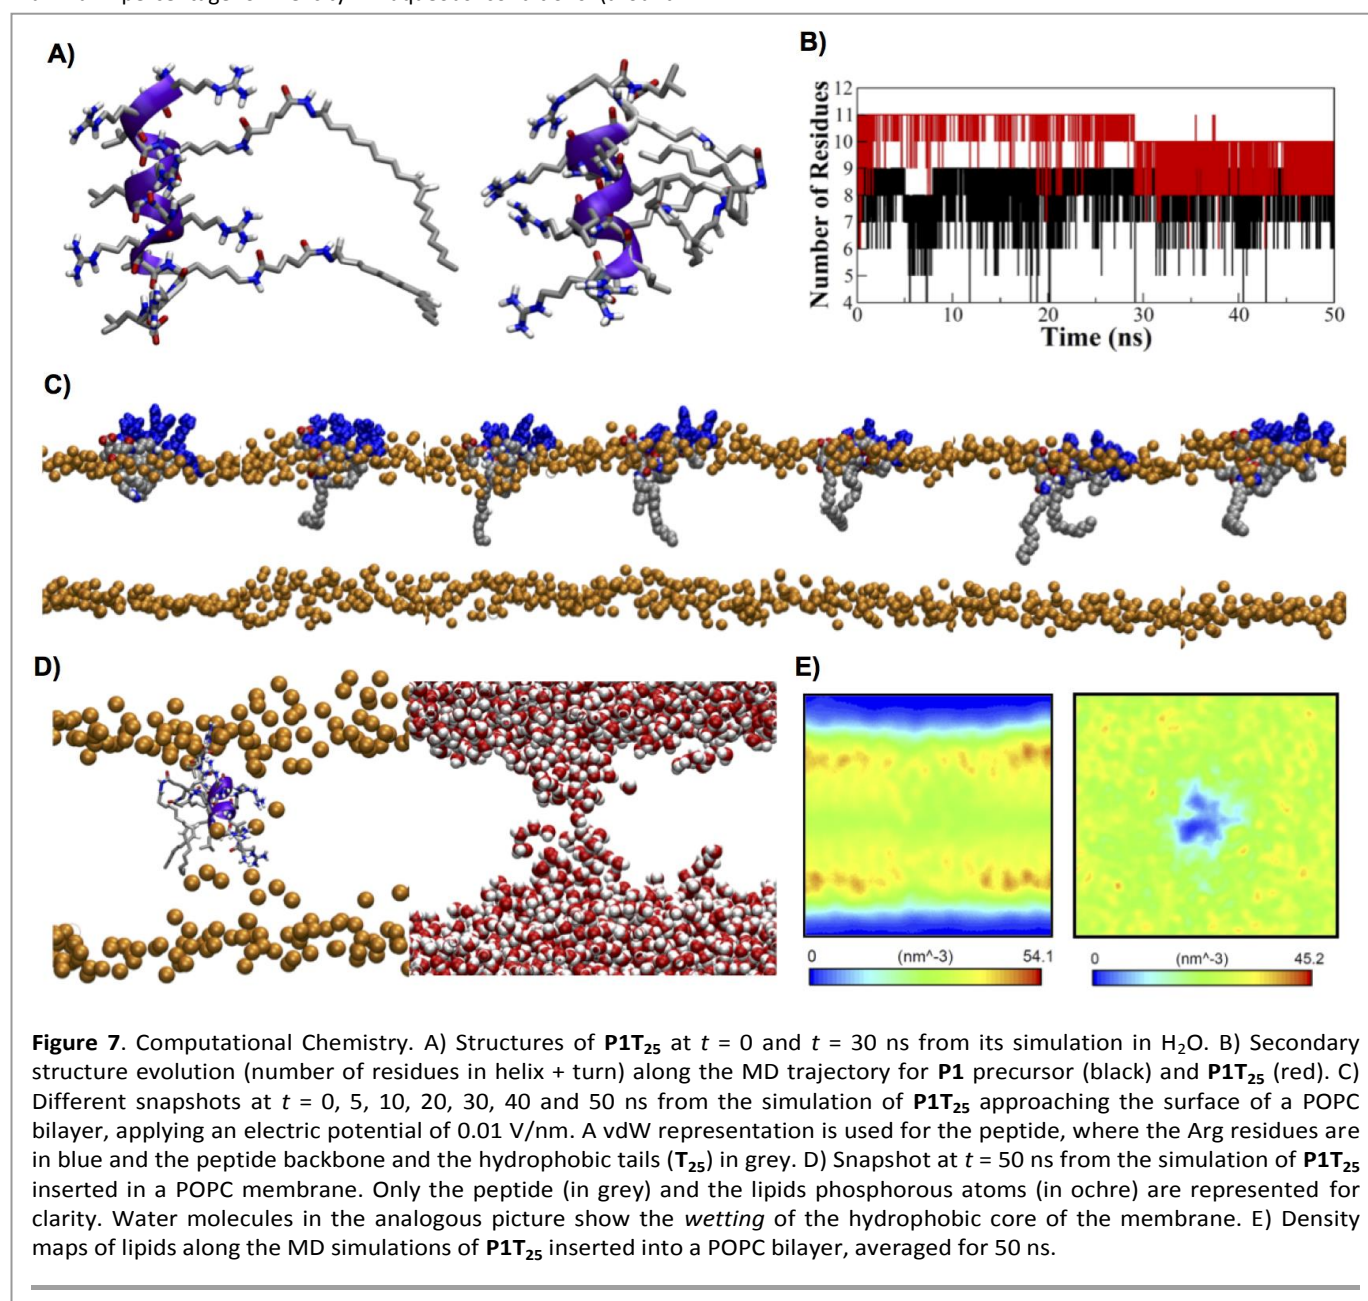 A)
B)
12
11
10
9
8
7
6
5
4
Number of Residues
0 10 20 30 40 50
Time (ns)
C)
D)
E)
0 (nm^-3) 54.1
0 (nm^-3) 45.2
Figure 7. Computational Chemistry. A) Structures of P1T25 at t = 0 and t = 30 ns from its simulation in H2O. B) Secondary
structure evolution (number of residues in helix + turn) along the MD trajectory for P1 precursor (black) and P1T25 (red). C)
Different snapshots at t = 0, 5, 10, 20, 30, 40 and 50 ns from the simulation of P1T25 approaching the surface of a POPC
bilayer, applying an electric potential of 0.01 V/nm. A vdW representation is used for the peptide, where the Arg residues are
in blue and the peptide backbone and the hydrophobic tails (T25) in grey. D) Snapshot at t = 50 ns from the simulation of P1T25
inserted in a POPC membrane. Only the peptide (in grey) and the lipids phosphorous atoms (in ochre) are represented for
clarity. Water molecules in the analogous picture show the wetting of the hydrophobic core of the membrane. E) Density
maps of lipids along the MD simulations of P1T25 inserted into a POPC bilayer, averaged for 50 ns.